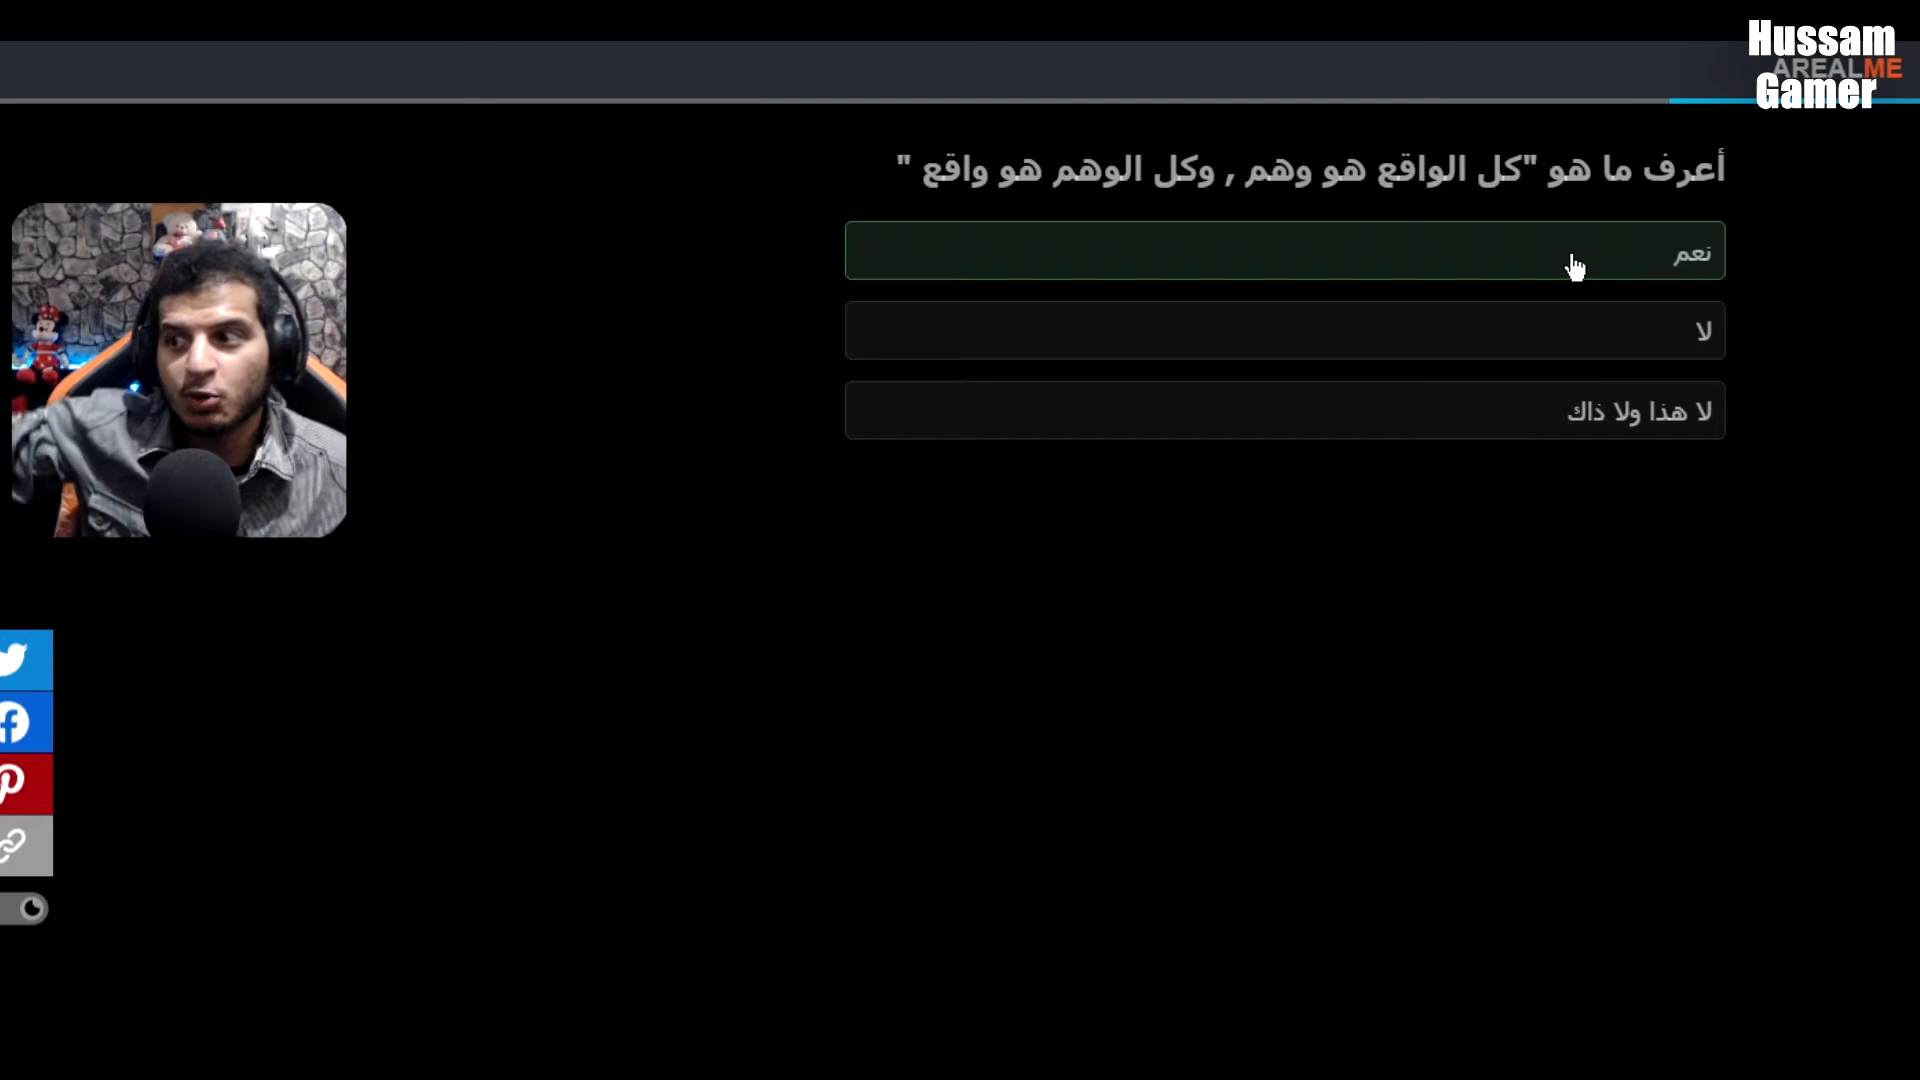 Hussam
AREALME
Gamer
أعرف ما هو "كل الواقع هو وهم , وكل الوهم هو واقع "
نعم
لا
لا هذا ولا ذاك